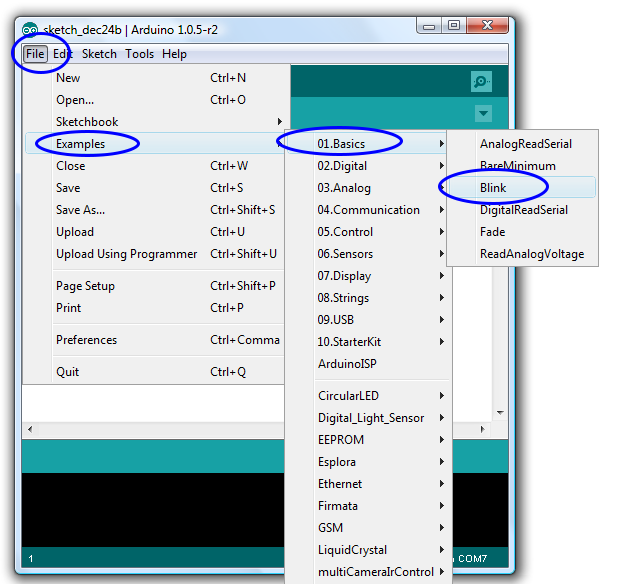 sketch_dec24b | Arduino 1.0.5-r2
File Edit Sketch Tools Help
New Ctrl+N
Open... Ctrl+O
Sketchbook
Examples
Close Ctrl+W
Save Ctrl+S
Save As... Ctrl+Shift+S
Upload Ctrl+U
Upload Using Programmer Ctrl+Shift+U
Page Setup Ctrl+Shift+P
Print Ctrl+P
Preferences Ctrl+Comma
Quit Ctrl+Q
01.Basics
02.Digital
03.Analog
04.Communication
05.Control
06.Sensors
07.Display
08.Strings
09.USB
10.StarterKit
ArduinoISP
CircularLED
Digital_Light_Sensor
EEPROM
Esplora
Ethernet
Firmata
GSM
LiquidCrystal
multiCameraIrControl
AnalogReadSerial
BareMinimum
Blink
DigitalReadSerial
Fade
ReadAnalogVoltage
1
COM7